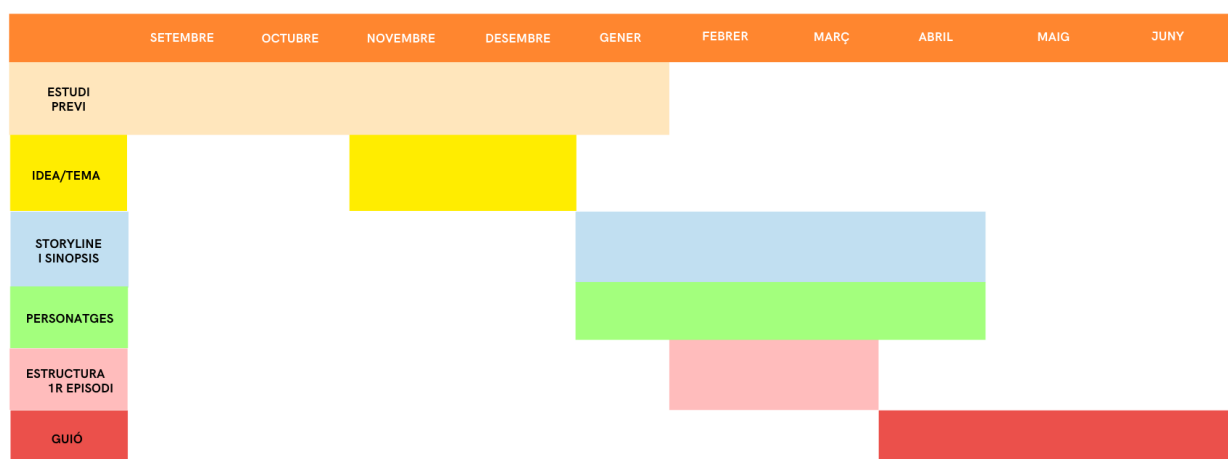 SETEMBRE OCTUBRE NOVEMBRE DESEMBRE GENER FEBRER MARÇ ABRIL MAIG JUNY
ESTUDI
PREVI
IDEA/TEMA
STORYLINE
I SINOPSIS
PERSONATGES
ESTRUCTURA
1R EPISODI
GUIÓ